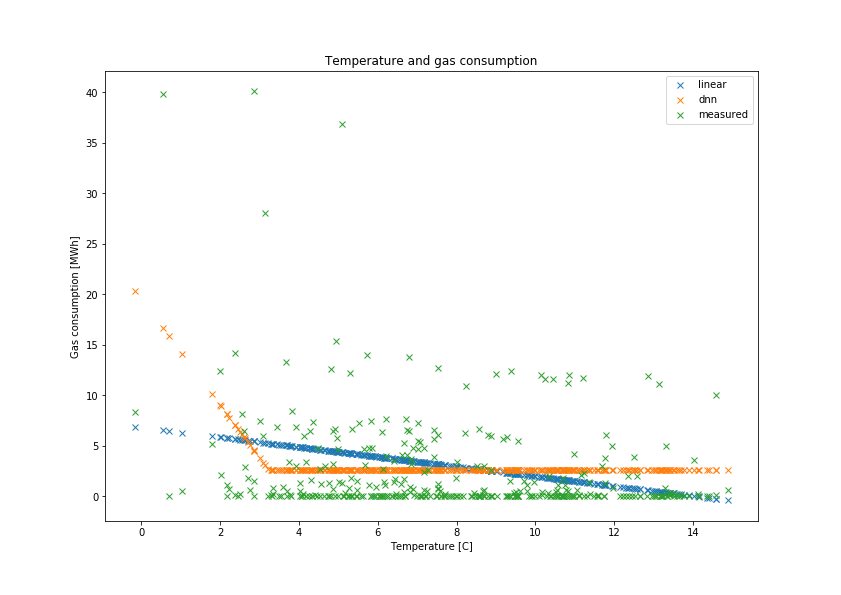 Temperature and gas consumption
linear
dnn
measured
40
35
30
25
20
15
10
5
0
Gas consumption [MWh]
0 2 4 6 8 10 12 14
Temperature [C]